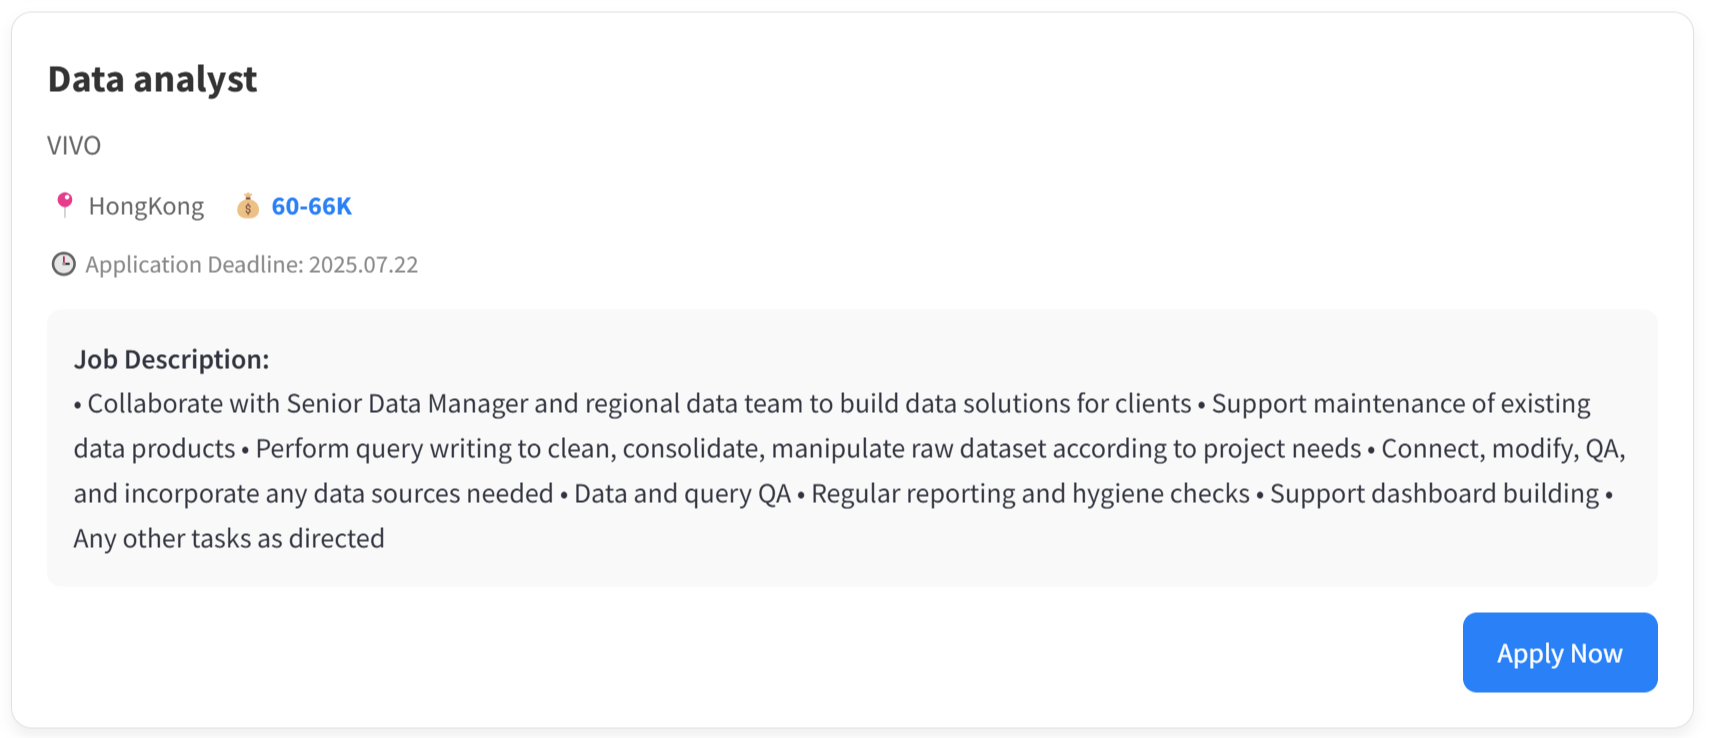 Data analyst
VIVO
HongKong 60-66K
Application Deadline: 2025.07.22
Job Description:
• Collaborate with Senior Data Manager and regional data team to build data solutions for clients • Support maintenance of existing
data products • Perform query writing to clean, consolidate, manipulate raw dataset according to project needs • Connect, modify, QA,
and incorporate any data sources needed • Data and query QA • Regular reporting and hygiene checks • Support dashboard building •
Any other tasks as directed
Apply Now